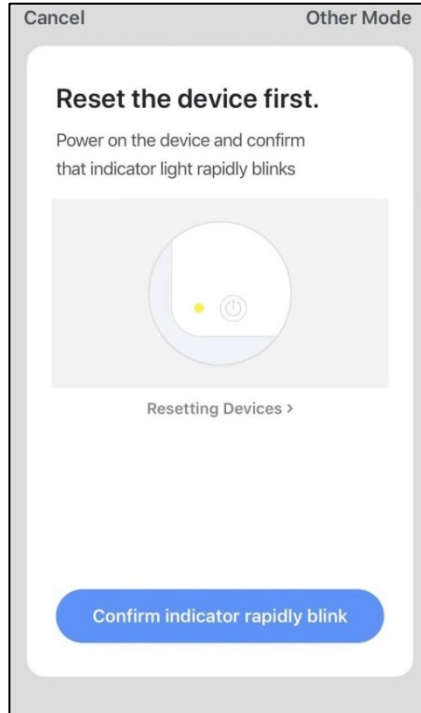 Cancel
Other Mode
Reset the device first.
Power on the device and confirm
that indicator light rapidly blinks
Resetting Devices >
Confirm indicator rapidly blink